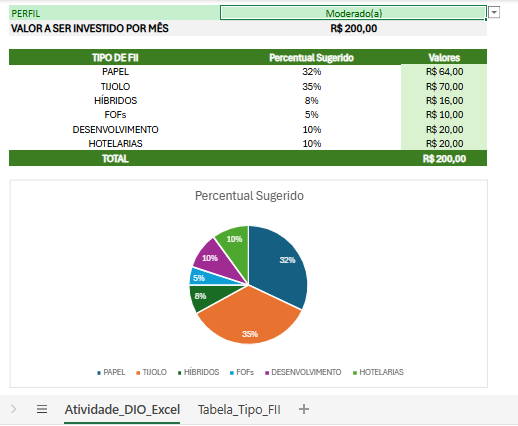 PERFIL Moderado(a)
VALOR A SER INVESTIDO POR MÊS R$ 200,00
TIPO DE FII Percentual Sugerido Valores
PAPEL 32% R$ 64,00
TIJOLO 35% R$ 70,00
HÍBRIDOS 8% R$ 16,00
FOFs 5% R$ 10,00
DESENVOLVIMENTO 10% R$ 20,00
HOTELARIAS 10% R$ 20,00
TOTAL R$ 200,00
Percentual Sugerido
10%
32%
10%
5%
8%
35%
PAPEL TIJOLO HÍBRIDOS FOFs DESENVOLVIMENTO HOTELARIAS
Atividade_DIO_Excel Tabela_Tipo_FII